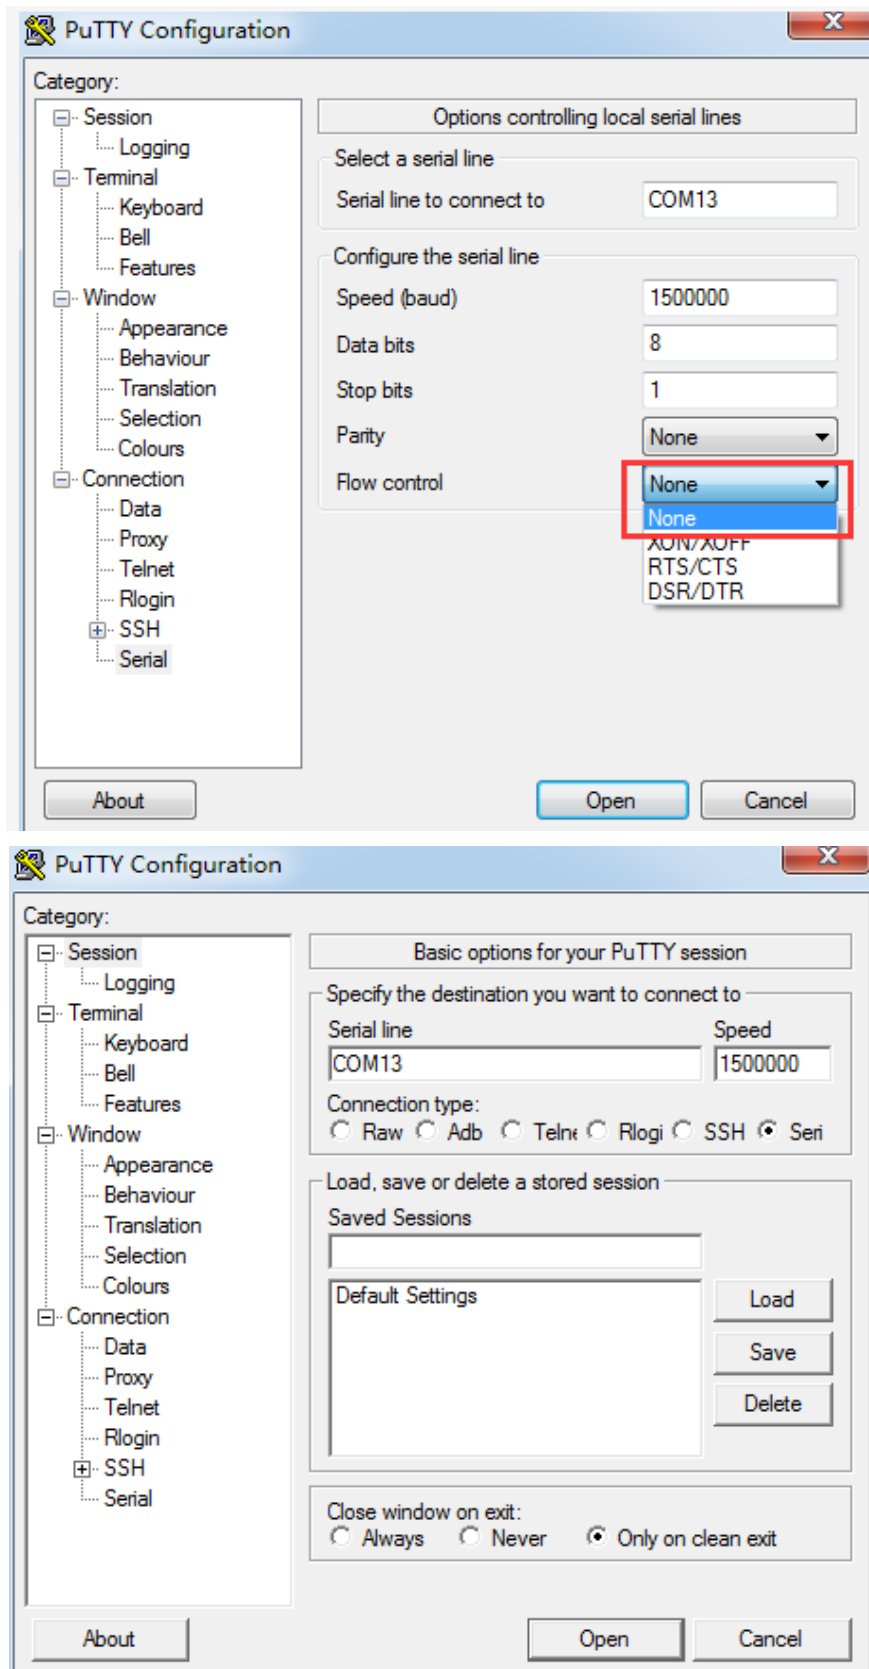 PuTTY Configuration
X
Category:
Session
Logging
Terminal
Keyboard
Bell
Features
Window
Appearance
Behaviour
Translation
Selection
Colours
Connection
Data
Proxy
Telnet
Rlogin
SSH
Serial
Options controlling local serial lines
Select a serial line
Serial line to connect to COM13
Configure the serial line
Speed (baud) 1500000
Data bits 8
Stop bits 1
Parity None
Flow control None
None
XON/XOFF
RTS/CTS
DSR/DTR
About Open Cancel
PuTTY Configuration
X
Category:
Session
Logging
Terminal
Keyboard
Bell
Features
Window
Appearance
Behaviour
Translation
Selection
Colours
Connection
Data
Proxy
Telnet
Rlogin
SSH
Serial
Basic options for your PuTTY session
Specify the destination you want to connect to
Serial line Speed
COM13 1500000
Connection type:
Raw Adb Telne Rlogi SSH Seri
Load, save or delete a stored session
Saved Sessions
Default Settings
Load
Save
Delete
Close window on exit:
Always Never Only on clean exit
About Open Cancel